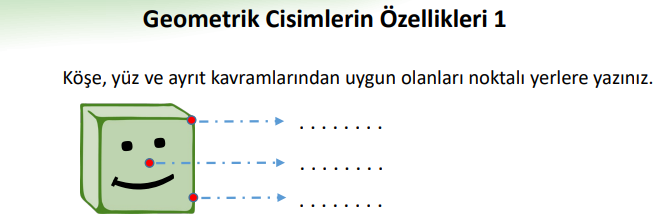 Geometrik Cisimlerin Özellikleri 1
Köşe, yüz ve ayrıt kavramlarından uygun olanları noktalı yerlere yazınız.
. . . . . . . .
. . . . . . . .
. . . . . . . .